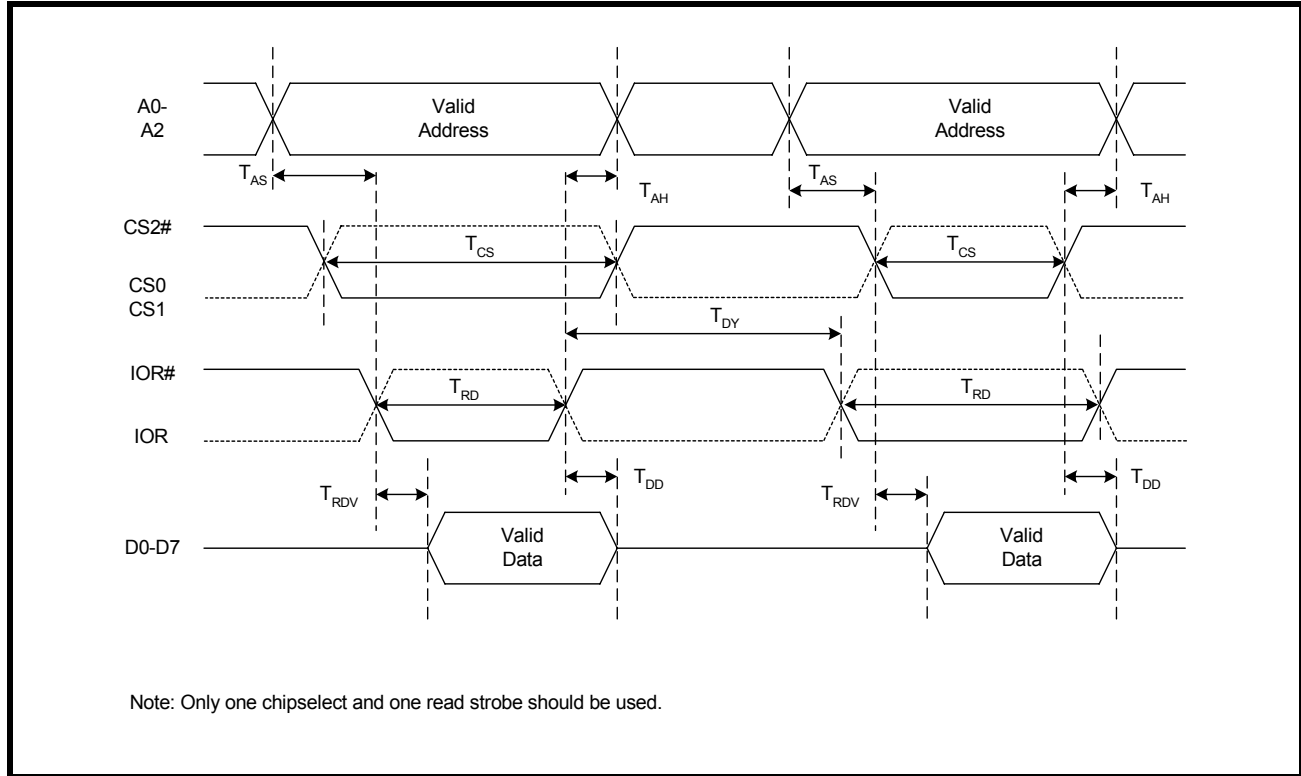 A0-
A2
Valid
Address
Valid
Address
TAS
TAH
TAS
TAH
CS2#
TCS
TCS
CS0
CS1
TDY
IOR#
TRD
TRD
IOR
TRDV
TDD
TRDV
TDD
D0-D7
Valid
Data
Valid
Data
Note: Only one chipselect and one read strobe should be used.